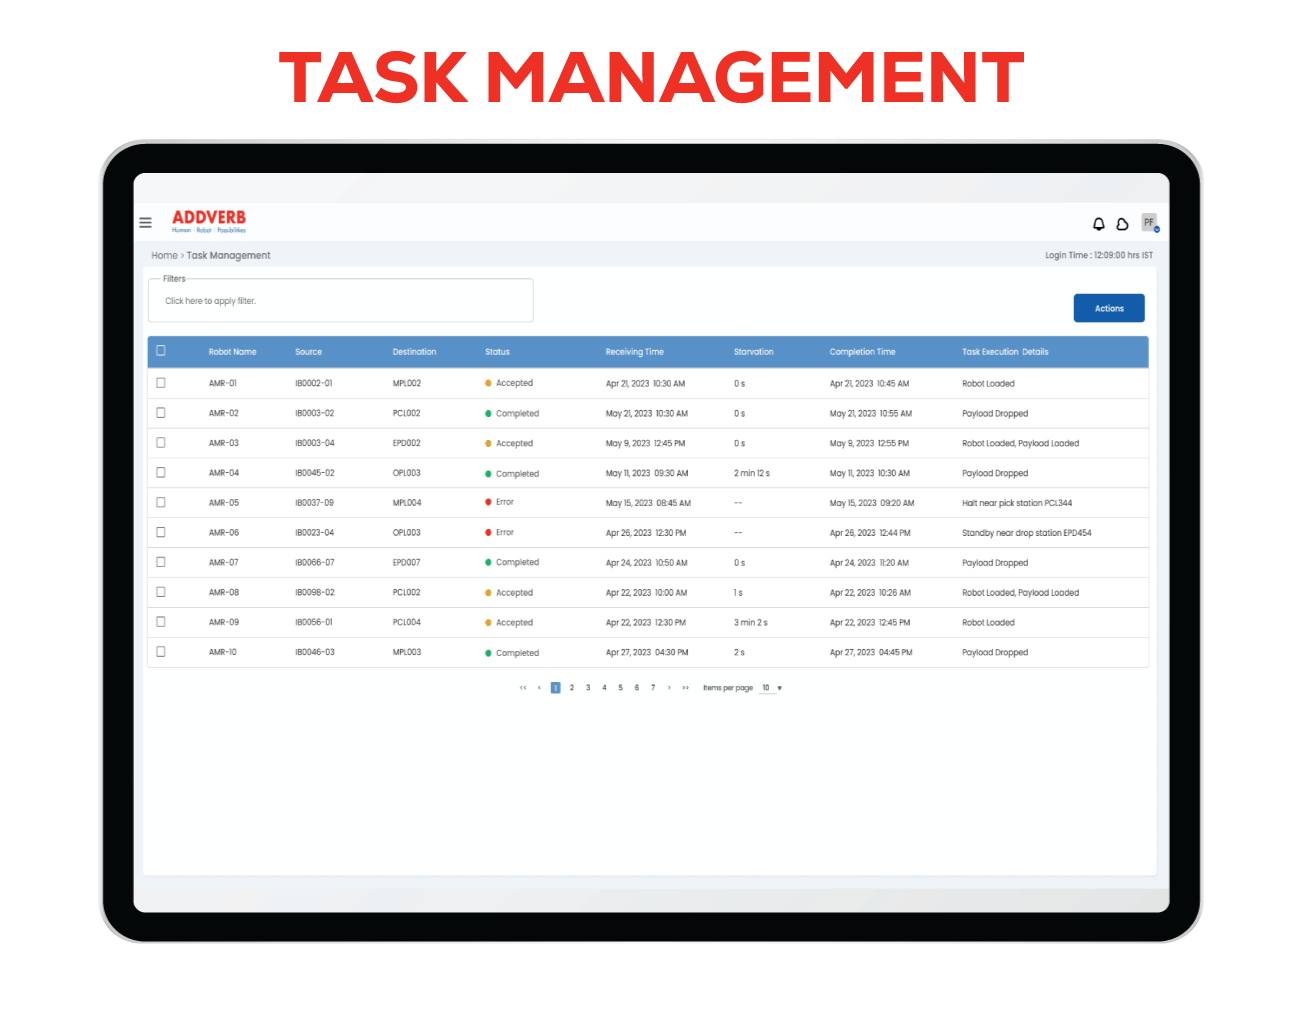 TASK MANAGEMENT
ADDVERB
Human | Robot | Possibilities
PF
Home > Task Management
Login Time : 12:09:00 hrs IST
Filters
Click here to apply filter.
Actions
Robot Name Source Destination Status Receiving Time Starvation Completion Time Task Execution Details
AMR-01 IB0002-01 MPL002 Accepted Apr 21, 2023 10:30 AM 0 s Apr 21, 2023 10:45 AM Robot Loaded
AMR-02 IB0003-02 PCL002 Completed May 21, 2023 10:30 AM 0 s May 21, 2023 10:55 AM Payload Dropped
AMR-03 IB0003-04 EPD002 Accepted May 9, 2023 12:45 PM 0 s May 9, 2023 12:55 PM Robot Loaded, Payload Loaded
AMR-04 IB0045-02 OPL003 Completed May 11, 2023 09:30 AM 2 min 12 s May 11, 2023 10:30 AM Payload Dropped
AMR-05 IB0037-09 MPL004 Error May 15, 2023 08:45 AM -- May 15, 2023 09:20 AM Halt near pick station PCL344
AMR-06 IB0023-04 OPL003 Error Apr 26, 2023 12:30 PM -- Apr 26, 2023 12:44 PM Standby near drop station EPD454
AMR-07 IB0066-07 EPD007 Completed Apr 24, 2023 10:50 AM 0 s Apr 24, 2023 11:20 AM Payload Dropped
AMR-08 IB0098-02 PCL002 Accepted Apr 22, 2023 10:00 AM 1 s Apr 22, 2023 10:26 AM Robot Loaded, Payload Loaded
AMR-09 IB0056-01 PCL004 Accepted Apr 22, 2023 12:30 PM 3 min 2 s Apr 22, 2023 12:45 PM Robot Loaded
AMR-10 IB0046-03 MPL003 Completed Apr 27, 2023 04:30 PM 2 s Apr 27, 2023 04:45 PM Payload Dropped
<< < 1 2 3 4 5 6 7 > >> Items per page 10